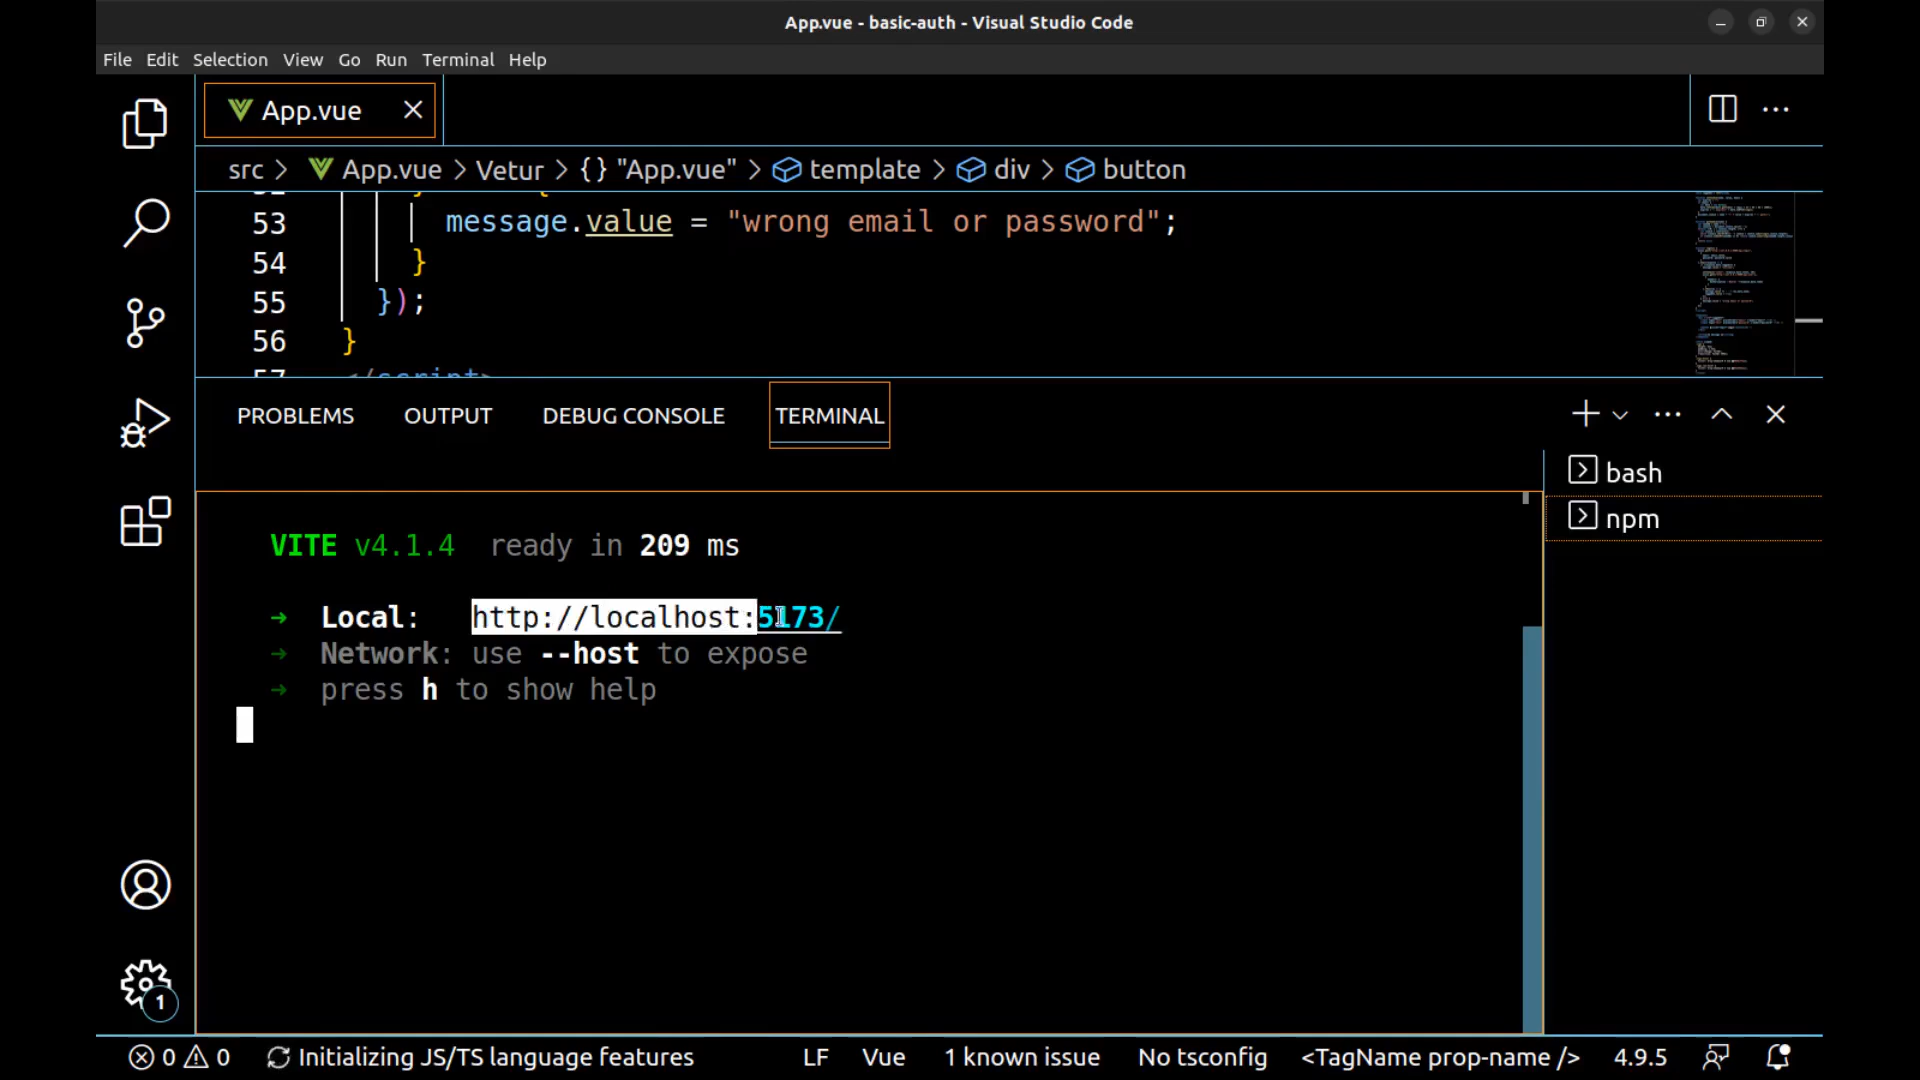 App.vue - basic-auth - Visual Studio Code
File Edit Selection View Go Run Terminal Help
App.vue
src > App.vue > Vetur > {} "App.vue" > template > div > button
53 message.value = "wrong email or password";
54 }
55 });
56 }
57 </script>
PROBLEMS OUTPUT DEBUG CONSOLE TERMINAL
bash
npm
VITE v4.1.4 ready in 209 ms
➜ Local: http://localhost:5173/
➜ Network: use --host to expose
➜ press h to show help
1
0 0 Initializing JS/TS language features LF Vue 1 known issue No tsconfig <TagName prop-name /> 4.9.5